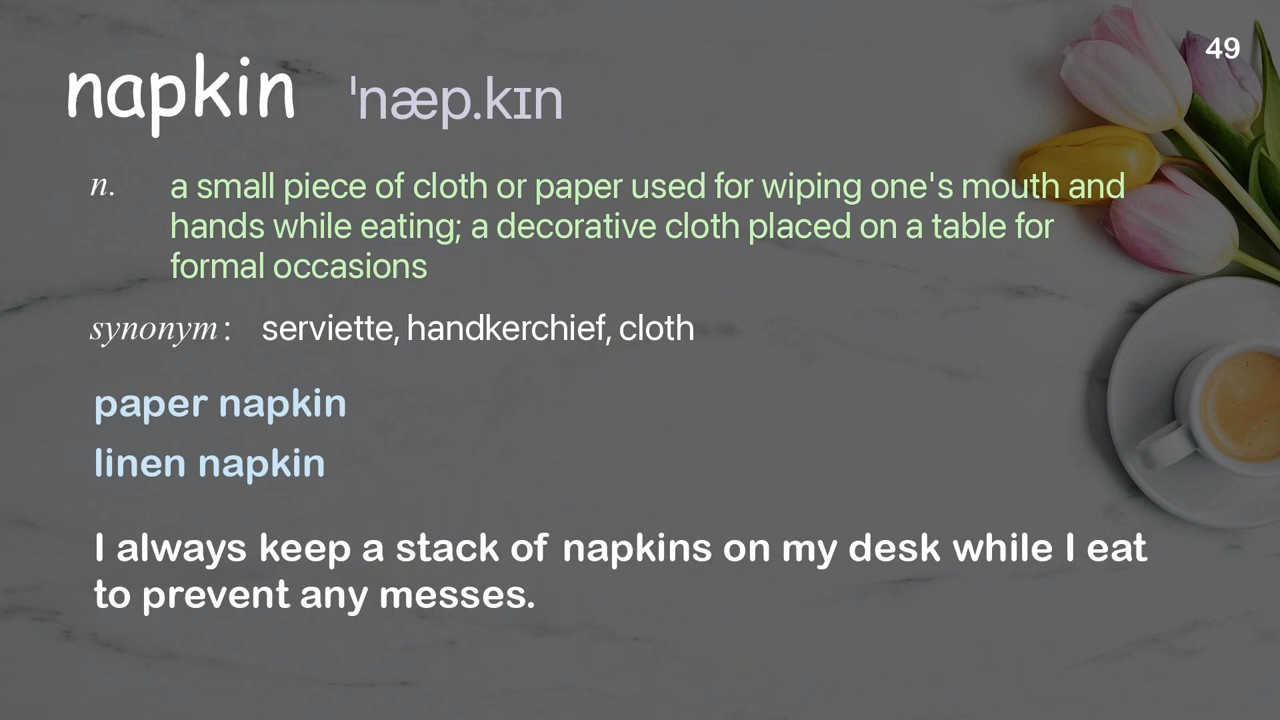 49
napkin ˈnæp.kɪn
n. a small piece of cloth or paper used for wiping one's mouth and
hands while eating; a decorative cloth placed on a table for
formal occasions
synonym: serviette, handkerchief, cloth
paper napkin
linen napkin
I always keep a stack of napkins on my desk while I eat
to prevent any messes.